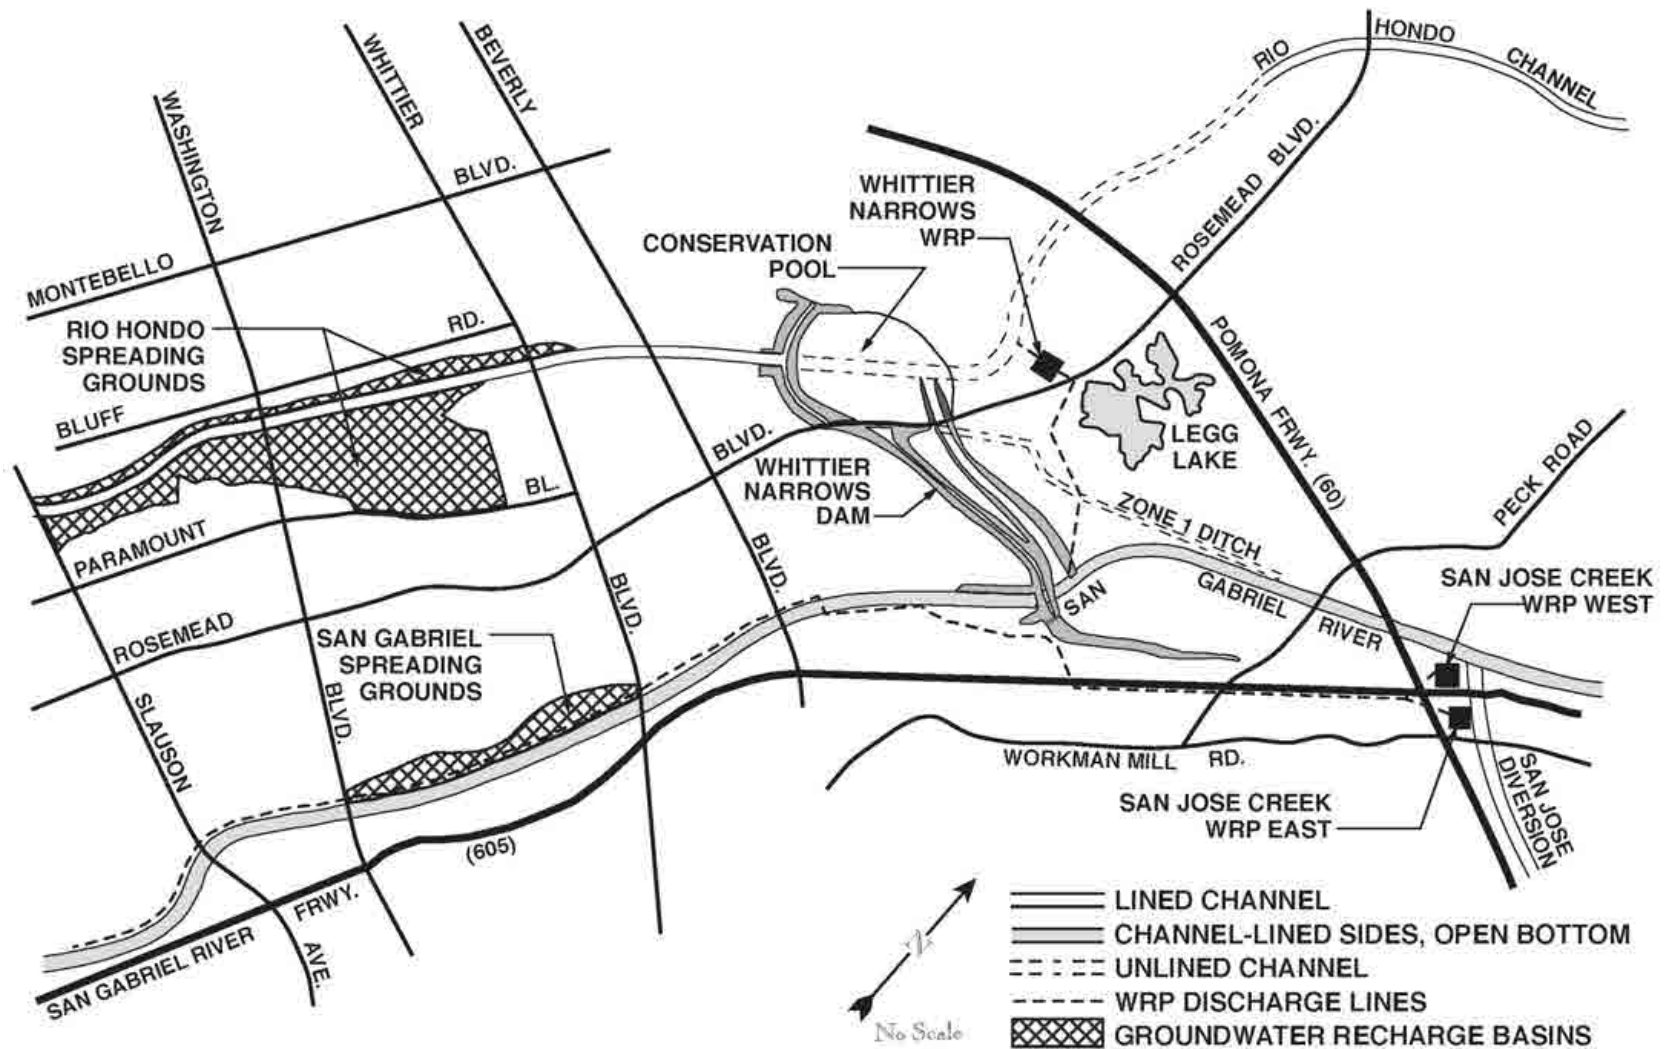 RIO
HONDO
CHANNEL
WASHINGTON
WHITTIER
BEVERLY
BLVD.
MONTEBELLO
ROSEMEAD BLVD.
WHITTIER
NARROWS
WRP
CONSERVATION
POOL
RIO HONDO
SPREADING
GROUNDS
RD.
BLUFF
POMONA FRWY. (60)
LEGG
LAKE
PECK ROAD
BLVD.
WHITTIER
NARROWS
DAM
BL.
PARAMOUNT
ZONE 1 DITCH
BLVD.
BLVD.
SAN
GABRIEL
RIVER
SAN JOSE CREEK
WRP WEST
ROSEMEAD
SAN GABRIEL
SPREADING
GROUNDS
SLAUSON
BLVD.
WORKMAN MILL
RD.
SAN JOSE
DIVERSION
SAN JOSE CREEK
WRP EAST
(605)
FRWY.
SAN GABRIEL RIVER
AVE.
N
No Scale
LINED CHANNEL
CHANNEL-LINED SIDES, OPEN BOTTOM
UNLINED CHANNEL
WRP DISCHARGE LINES
GROUNDWATER RECHARGE BASINS